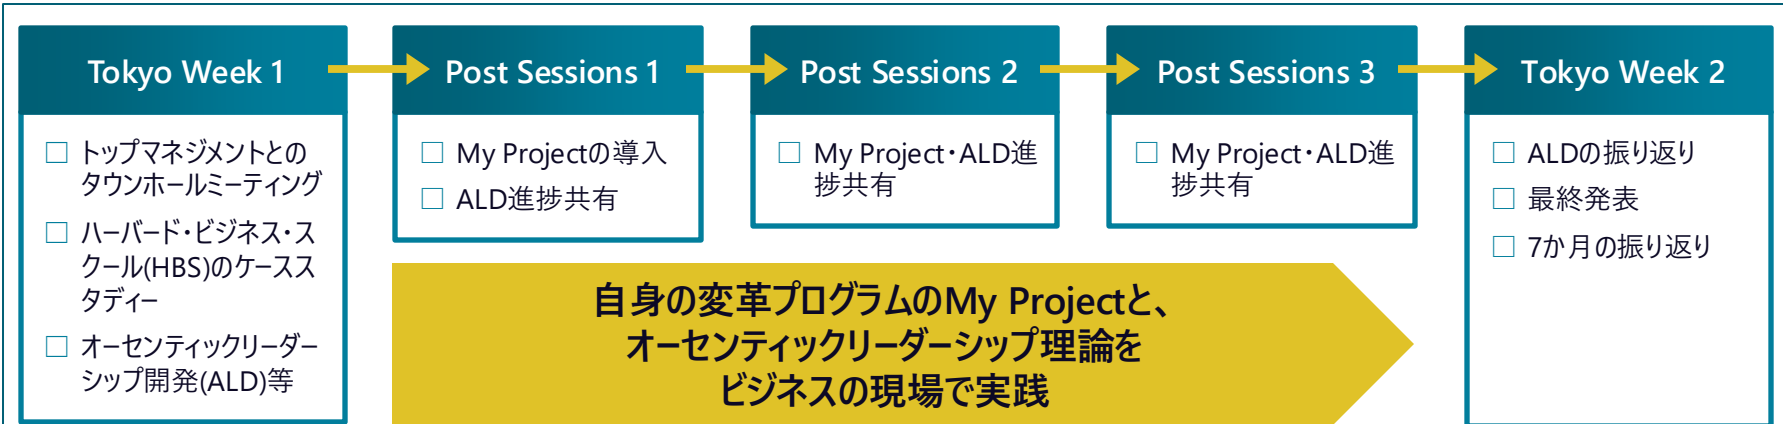 Tokyo Week 1
□ トップマネジメントとの
タウンホールミーティング
□ ハーバード・ビジネス・ス
クール(HBS)のケースス
タディー
□ オーセンティックリーダー
シップ開発(ALD)等
Post Sessions 1
□ My Projectの導入
□ ALD進捗共有
Post Sessions 2
□ My Project・ALD進
捗共有
Post Sessions 3
□ My Project・ALD進
捗共有
Tokyo Week 2
□ ALDの振り返り
□ 最終発表
□ 7か月の振り返り
自身の変革プログラムのMy Projectと、
オーセンティックリーダーシップ理論を
ビジネスの現場で実践